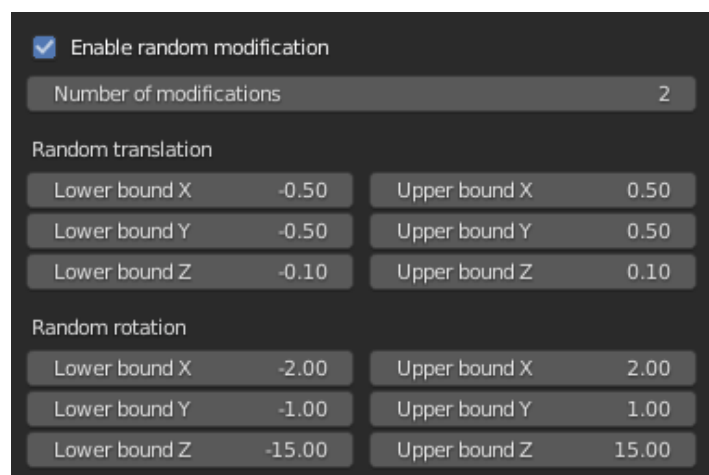 Enable random modification
Number of modifications 2
Random translation
Lower bound X -0.50 Upper bound X 0.50
Lower bound Y -0.50 Upper bound Y 0.50
Lower bound Z -0.10 Upper bound Z 0.10
Random rotation
Lower bound X -2.00 Upper bound X 2.00
Lower bound Y -1.00 Upper bound Y 1.00
Lower bound Z -15.00 Upper bound Z 15.00